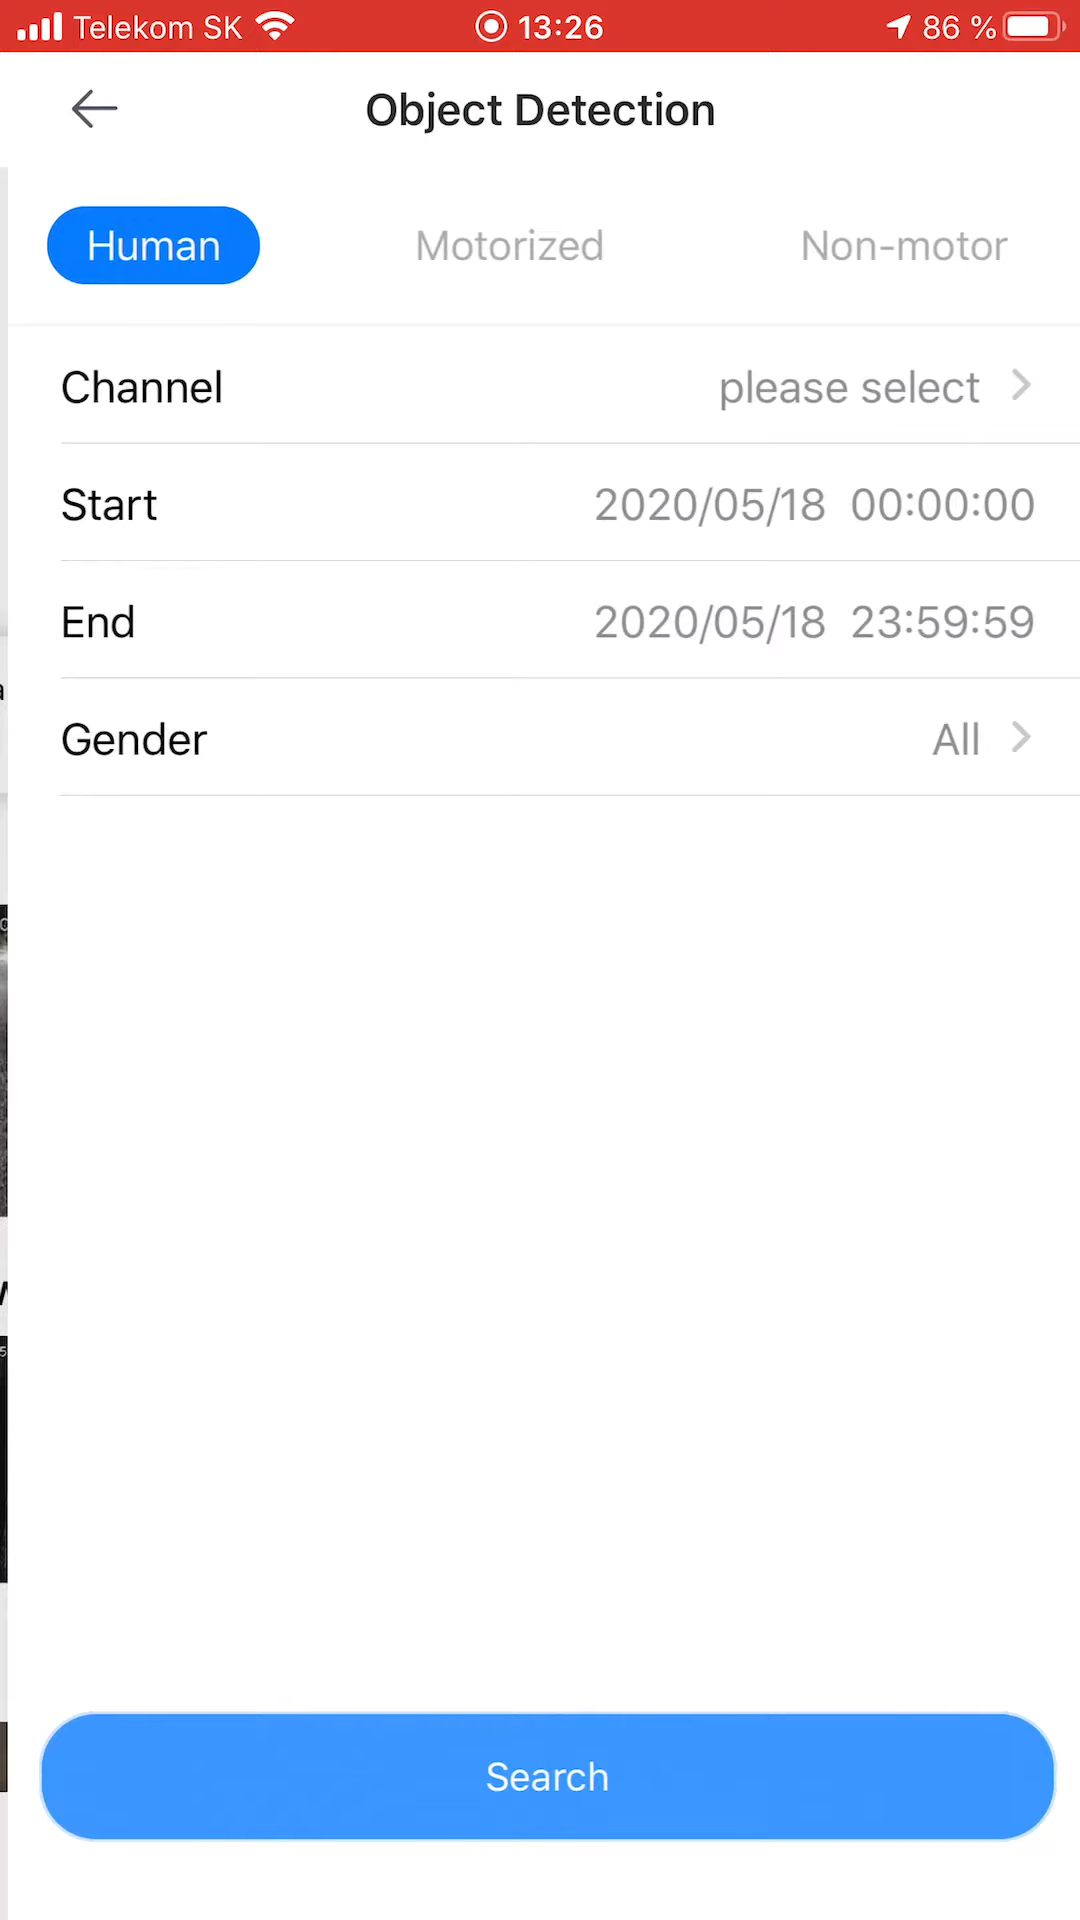 Telekom SK 13:26 86 %
Object Detection
Human Motorized Non-motor
Channel please select
Start 2020/05/18 00:00:00
End 2020/05/18 23:59:59
Gender All
Search